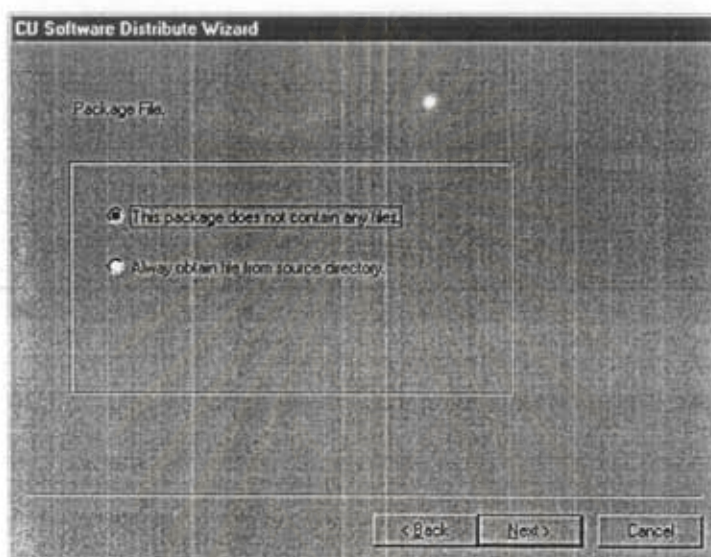 CU Software Distribute Wizard
Package File.
This package does not contain any files.
Alway obtain file from source directory.
< Back Next > Cancel